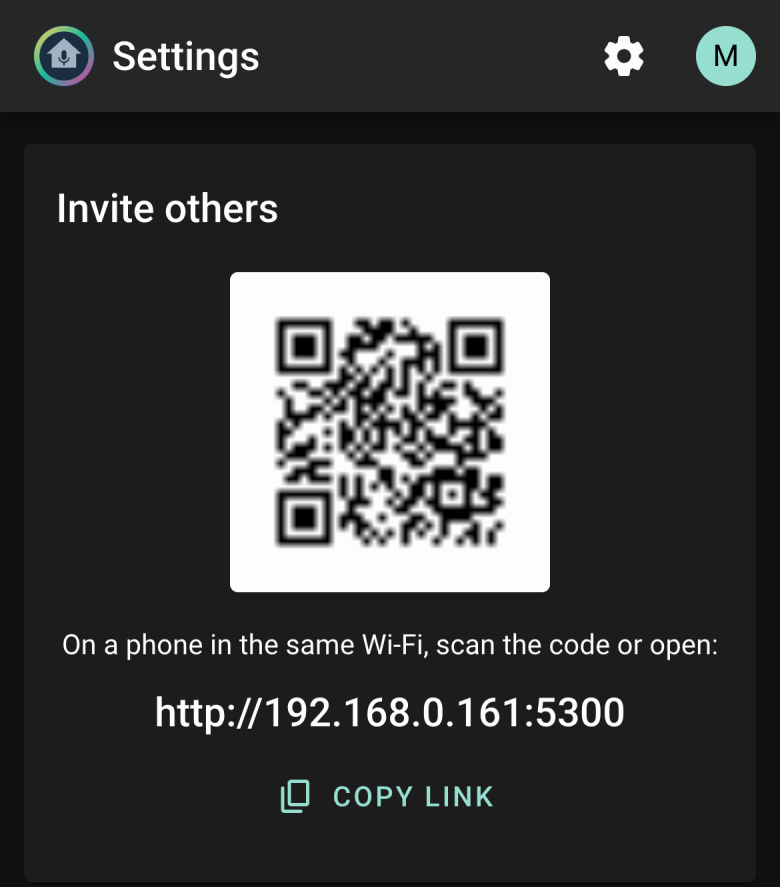 Settings
M
Invite others
On a phone in the same Wi-Fi, scan the code or open:
http://192.168.0.161:5300
COPY LINK